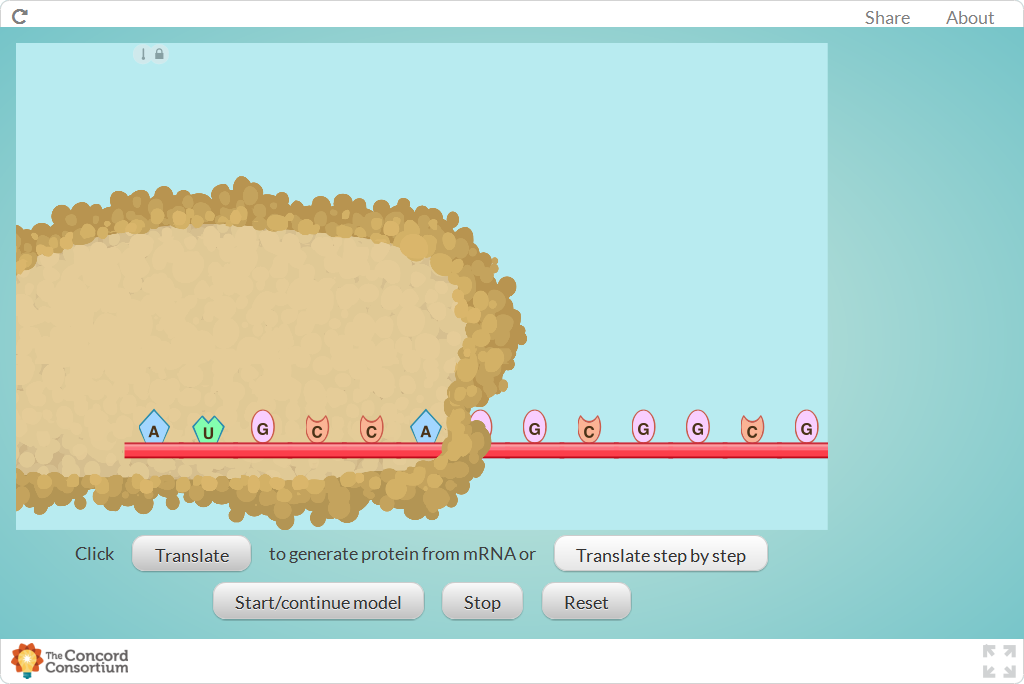 Share About
A U G C C A G C G G C G
Click Translate to generate protein from mRNA or Translate step by step
Start/continue model Stop Reset
The Concord
Consortium